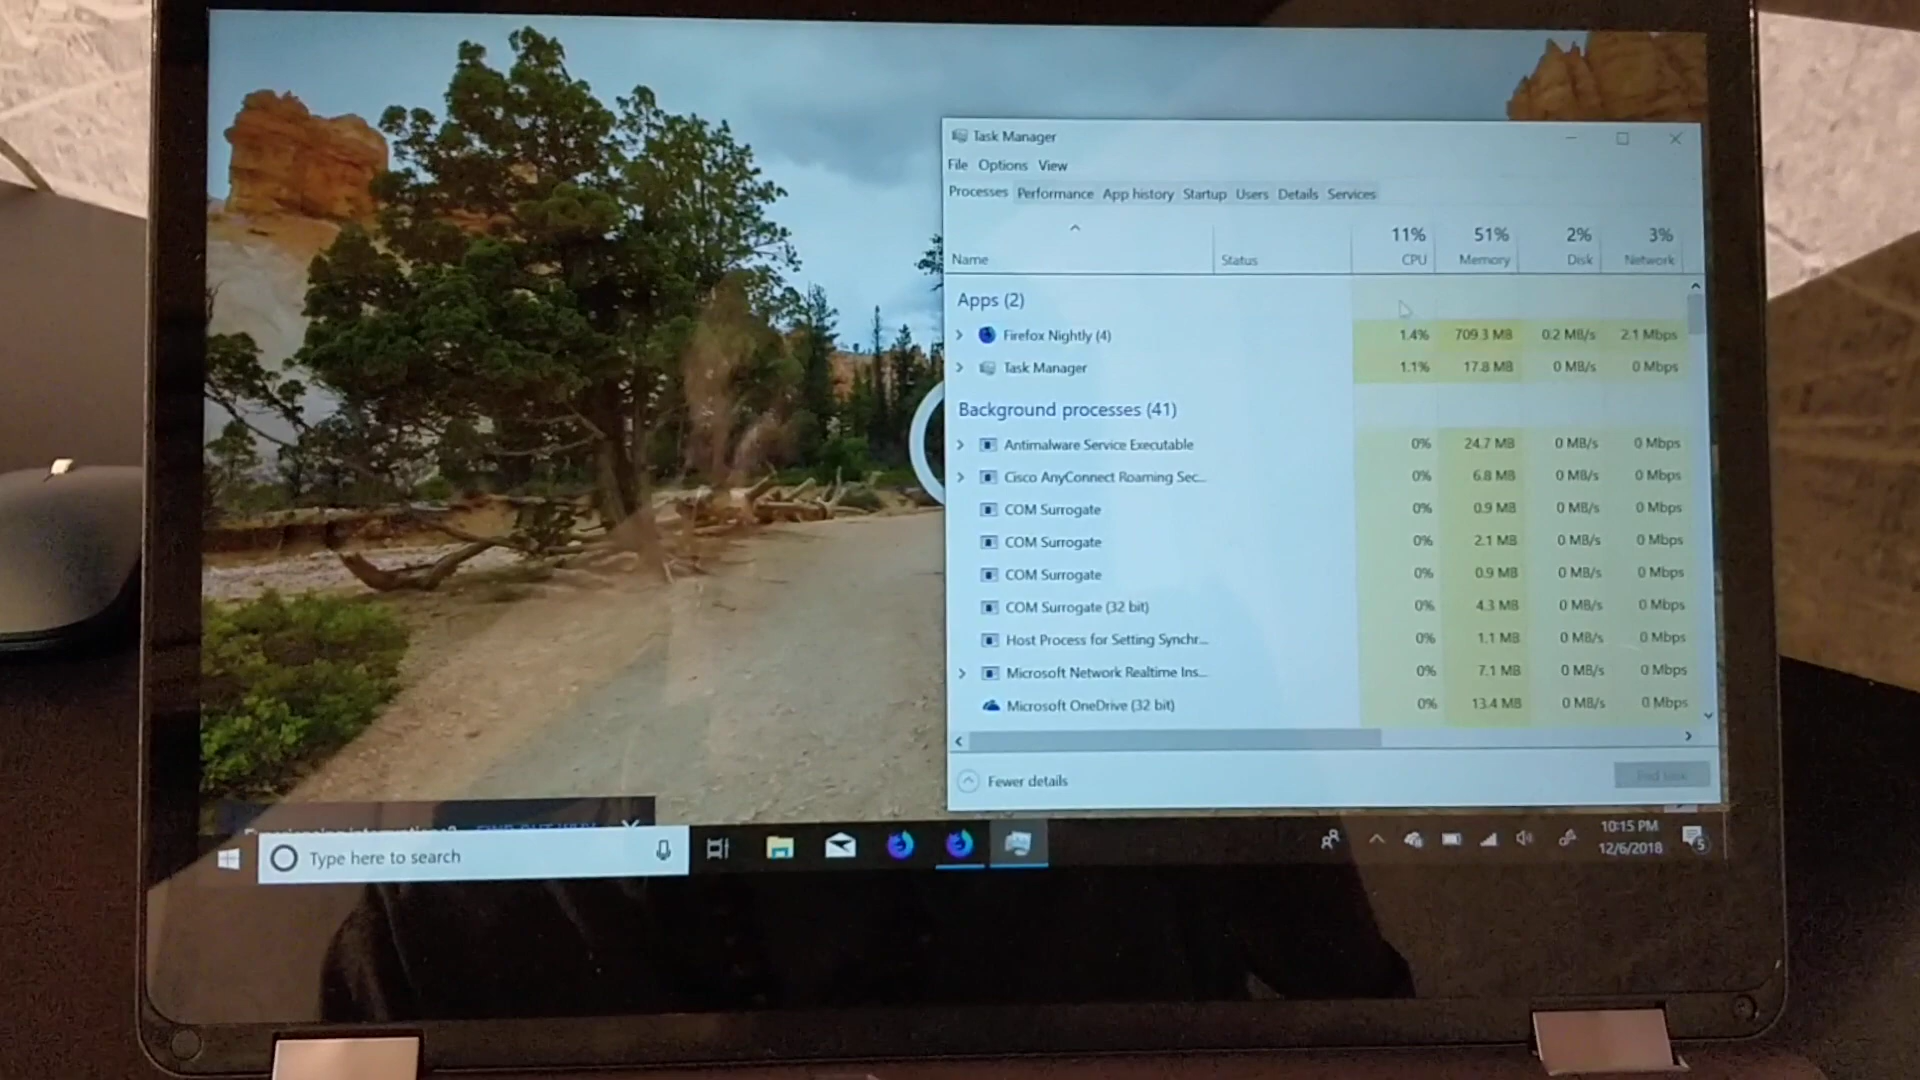 Task Manager
File Options View
Processes Performance App history Startup Users Details Services
11% 51% 2% 3%
Name Status CPU Memory Disk Network
Apps (2)
Firefox Nightly (4) 1.4% 709.3 MB 0.2 MB/s 2.1 Mbps
Task Manager 1.1% 17.8 MB 0 MB/s 0 Mbps
Background processes (41)
Antimalware Service Executable 0% 24.7 MB 0 MB/s 0 Mbps
Cisco AnyConnect Roaming Sec... 0% 6.8 MB 0 MB/s 0 Mbps
COM Surrogate 0% 0.9 MB 0 MB/s 0 Mbps
COM Surrogate 0% 2.1 MB 0 MB/s 0 Mbps
COM Surrogate 0% 0.9 MB 0 MB/s 0 Mbps
COM Surrogate (32 bit) 0% 4.3 MB 0 MB/s 0 Mbps
Host Process for Setting Synchr... 0% 1.1 MB 0 MB/s 0 Mbps
Microsoft Network Realtime Ins... 0% 7.1 MB 0 MB/s 0 Mbps
Microsoft OneDrive (32 bit) 0% 13.4 MB 0 MB/s 0 Mbps
Fewer details End task
Type here to search
10:15 PM
12/6/2018
5